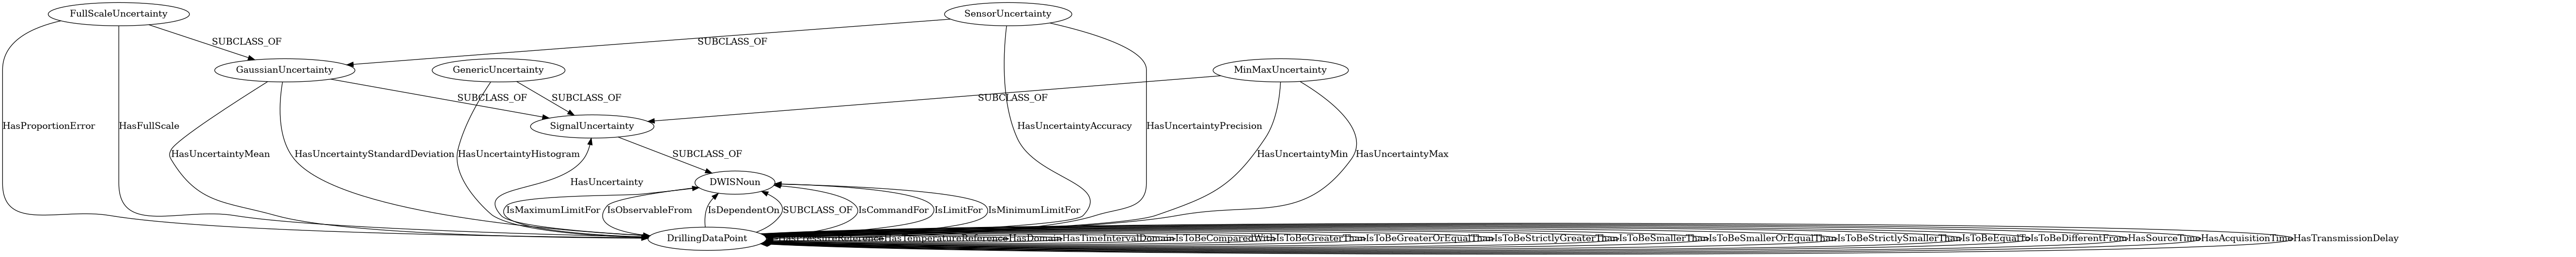 FullScaleUncertainty
SensorUncertainty
SUBCLASS_OF
SUBCLASS_OF
GaussianUncertainty
GenericUncertainty
MinMaxUncertainty
SUBCLASS_OF
SUBCLASS_OF
SUBCLASS_OF
HasProportionError
HasFullScale
SignalUncertainty
HasUncertaintyAccuracy
HasUncertaintyPrecision
HasUncertaintyMean
HasUncertaintyStandardDeviation
HasUncertaintyHistogram
SUBCLASS_OF
HasUncertaintyMin
HasUncertaintyMax
HasUncertainty
DWISNoun
IsMaximumLimitFor
IsObservableFrom
IsDependentOn
SUBCLASS_OF
IsCommandFor
IsLimitFor
IsMinimumLimitFor
DrillingDataPoint
HasPressureReference
HasTemperatureReference
HasDomain
HasTimeIntervalDomain
IsToBeComparedWith
IsToBeGreaterThan
IsToBeGreaterOrEqualThan
IsToBeStrictlyGreaterThan
IsToBeSmallerThan
IsToBeSmallerOrEqualThan
IsToBeStrictlySmallerThan
IsToBeEqualTo
IsToBeDifferentFrom
HasSourceTime
HasAcquisitionTime
HasTransmissionDelay